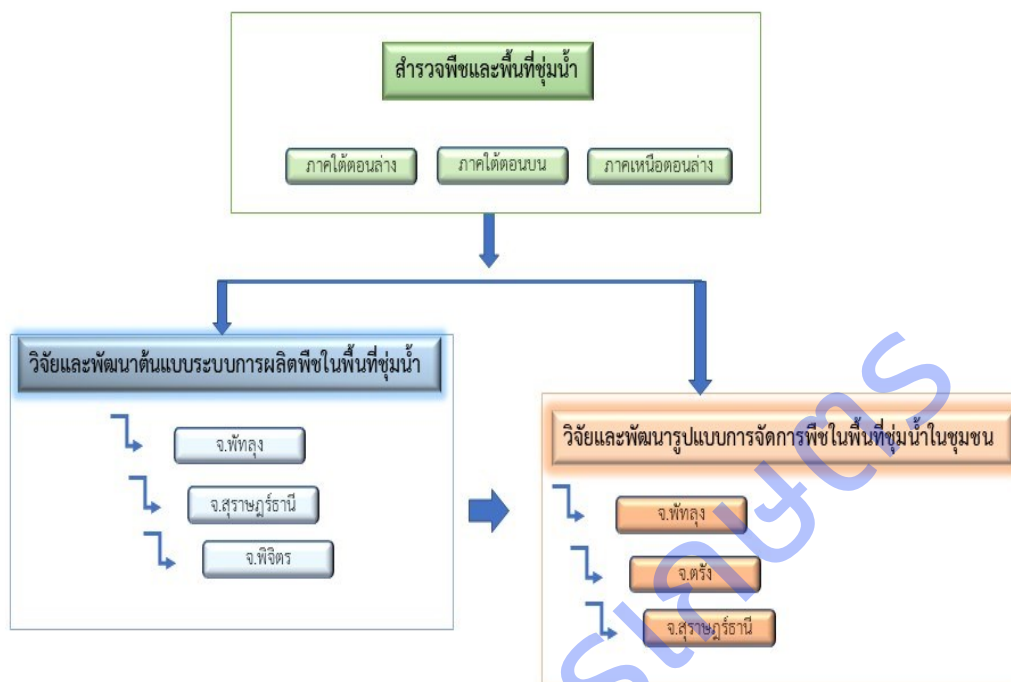 สำรวจพืชและพื้นที่ชุ่มน้ำ
ภาคใต้ตอนล่าง
ภาคใต้ตอนบน
ภาคเหนือตอนล่าง
วิจัยและพัฒนาต้นแบบระบบการผลิตพืชในพื้นที่ชุ่มน้ำ
จ.พัทลุง
จ.สุราษฎร์ธานี
จ.พิจิตร
วิจัยและพัฒนารูปแบบการจัดการพืชในพื้นที่ชุ่มน้ำในชุมชน
จ.พัทลุง
จ.ตรัง
จ.สุราษฎร์ธานี